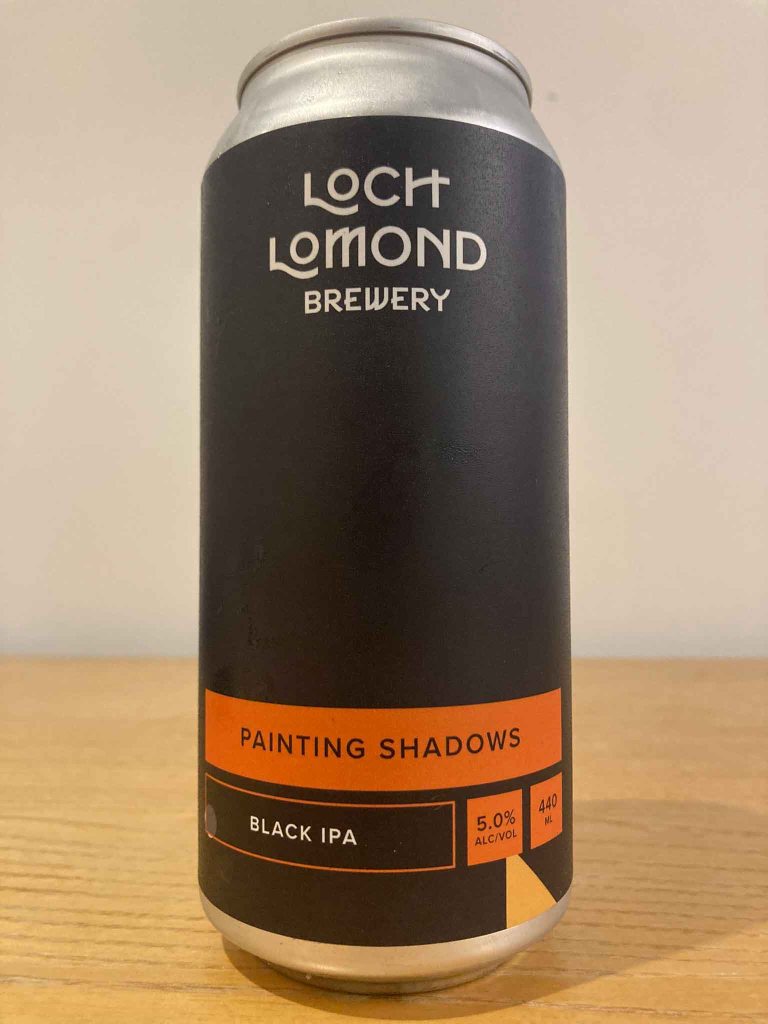 LOCH
LOMOND
BREWERY
PAINTING SHADOWS
BLACK IPA
5.0%
ALC/VOL
440
ML